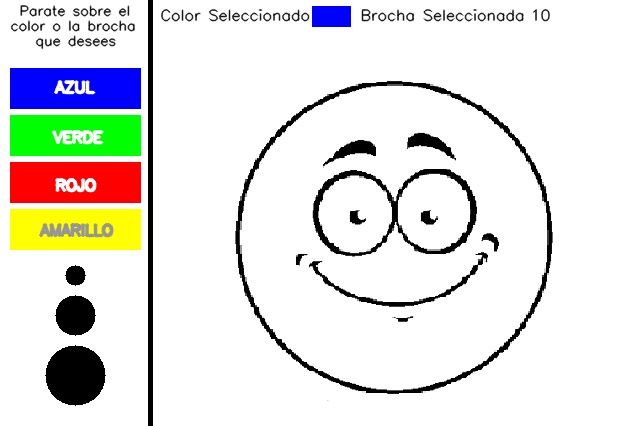 Parate sobre el
color o la brocha
que desees
Color Seleccionado
Brocha Seleccionada 10
AZUL
VERDE
ROJO
AMARILLO